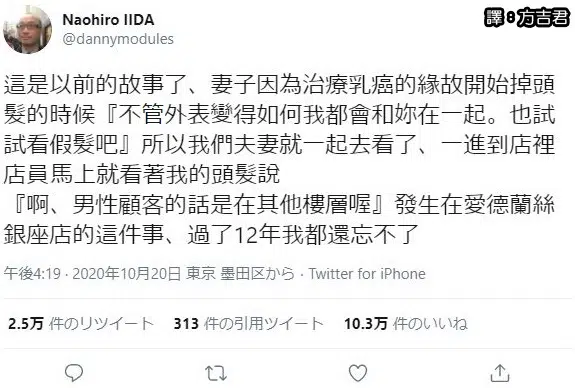 譯:方吉君
Naohiro IIDA
@dannymodules
這是以前的故事了、妻子因為治療乳癌的緣故開始掉頭
髮的時候『不管外表變得如何我都會和妳在一起。也試
試看假髮吧』所以我們夫妻就一起去看了、一進到店裡
店員馬上就看著我的頭髮說
『啊、男性顧客的話是在其他樓層喔』發生在愛德蘭絲
銀座店的這件事、過了12年我都還忘不了
午後4:19 · 2020年10月20日 東京 墨田区から · Twitter for iPhone
2.5万 件のリツイート 313 件の引用ツイート 10.3万 件のいいね